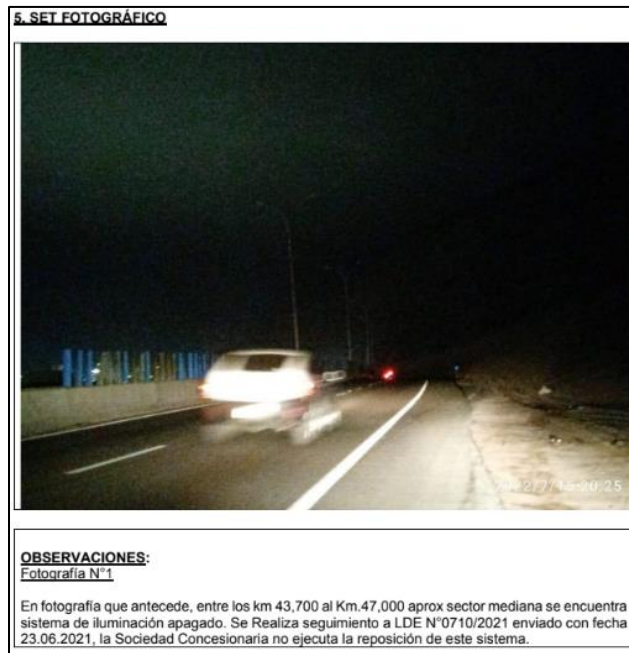 5. SET FOTOGRÁFICO
20:25
OBSERVACIONES:
Fotografía N°1
En fotografía que antecede, entre los km 43,700 al Km.47,000 aprox sector mediana se encuentra
sistema de iluminación apagado. Se Realiza seguimiento a LDE N°0710/2021 enviado con fecha
23.06.2021, la Sociedad Concesionaria no ejecuta la reposición de este sistema.